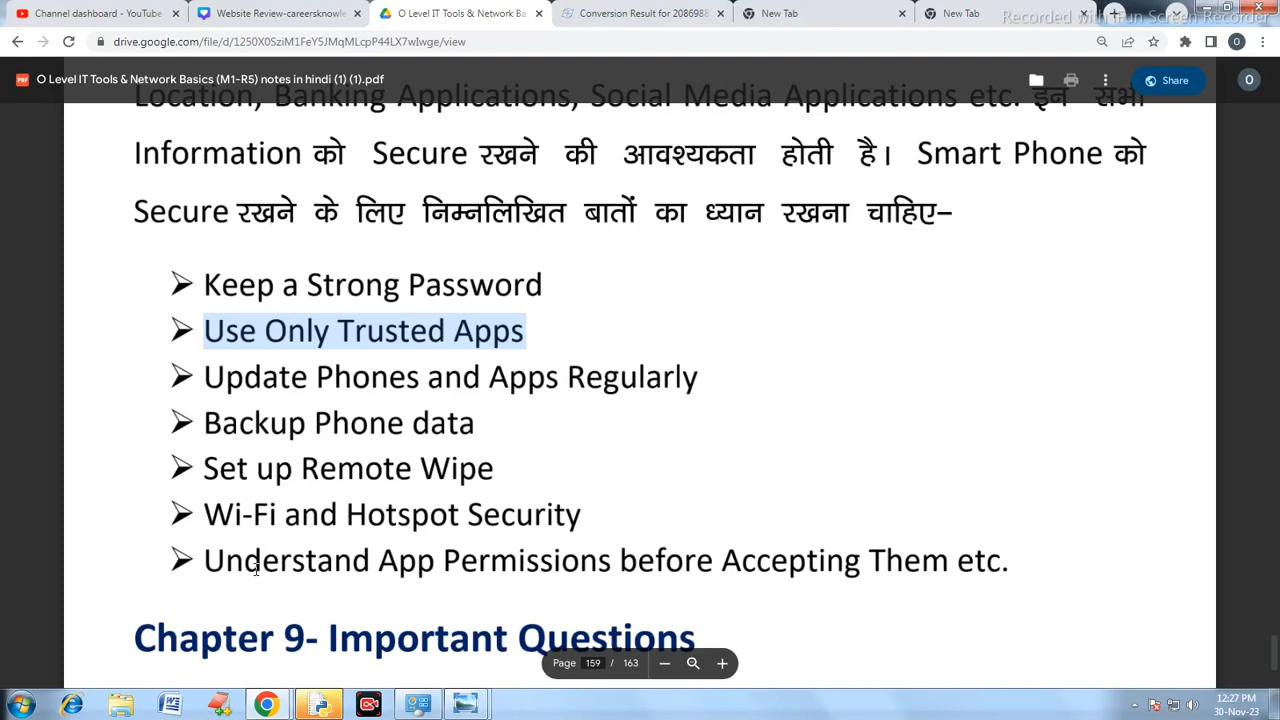 Channel dashboard - YouTube
Website Review-careersknowle
O Level IT Tools & Network Ba
Conversion Result for 2086988
New Tab
New Tab
Recorded with iFun Screen Recorder
drive.google.com/file/d/1250X0SziM1FeY5JMqMLcpP44LX7wIwge/view
O Level IT Tools & Network Basics (M1-R5) notes in hindi (1) (1).pdf
Share
O
Location, Banking Applications, Social Media Applications etc. इन सभी
Information को Secure रखने की आवश्यकता होती है। Smart Phone को
Secure रखने के लिए निम्नलिखित बातों का ध्यान रखना चाहिए–
➢ Keep a Strong Password
➢ Use Only Trusted Apps
➢ Update Phones and Apps Regularly
➢ Backup Phone data
➢ Set up Remote Wipe
➢ Wi-Fi and Hotspot Security
➢ Understand App Permissions before Accepting Them etc.
Chapter 9- Important Questions
Page 159 / 163
12:27 PM
30-Nov-23